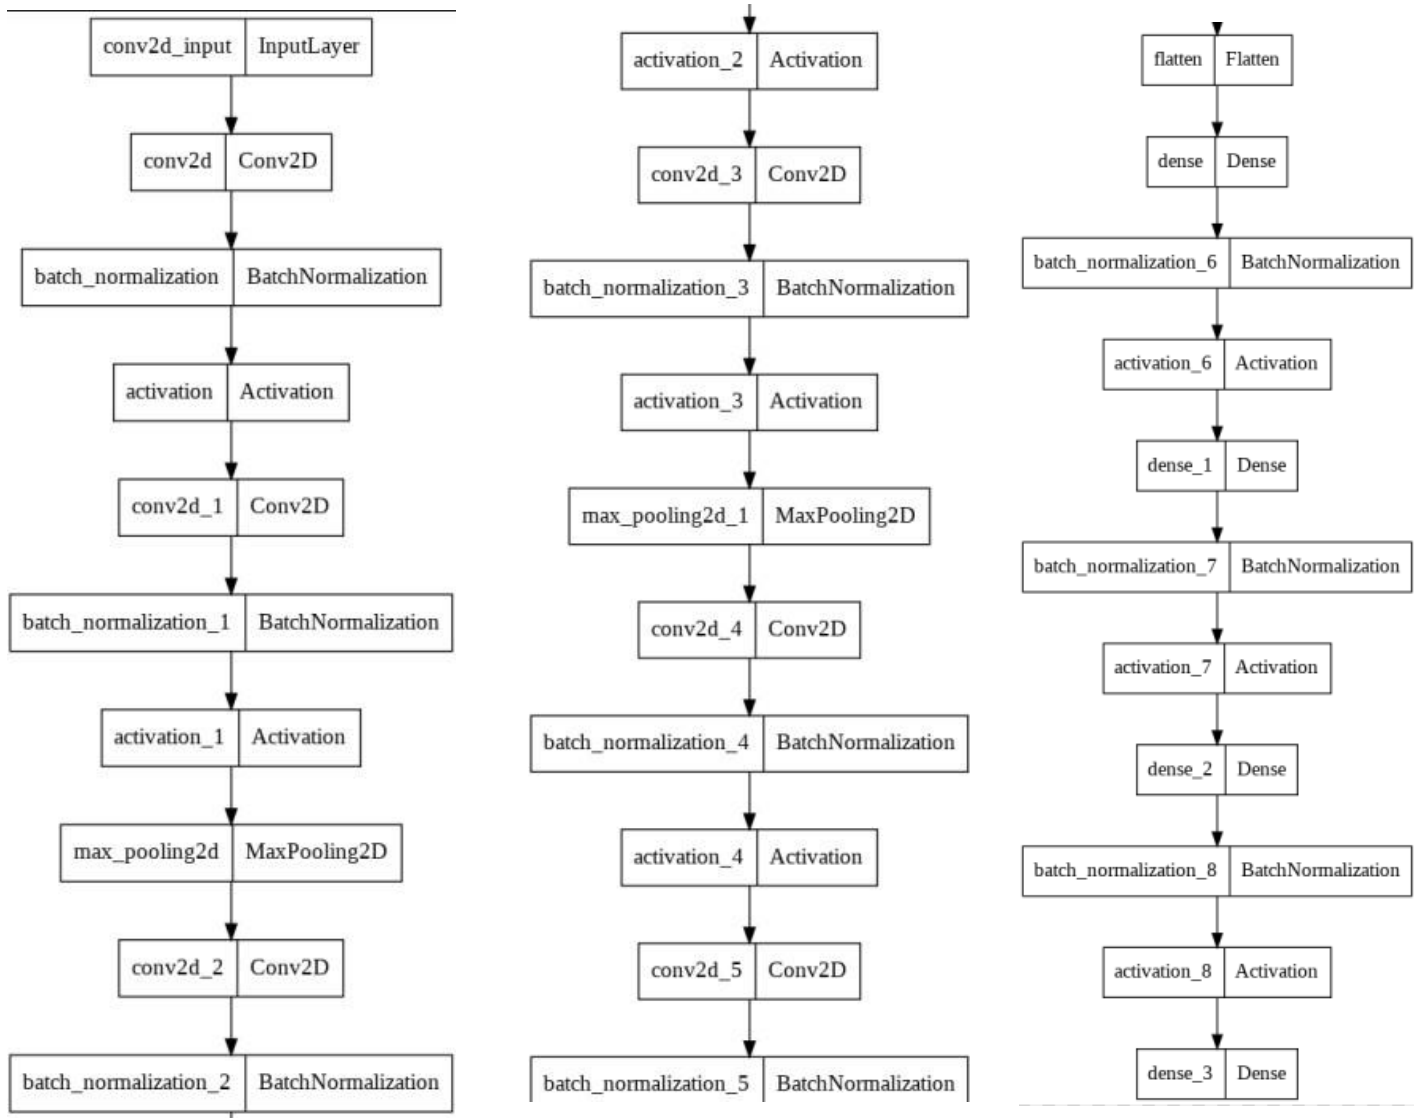 conv2d_input InputLayer
conv2d Conv2D
batch_normalization BatchNormalization
activation Activation
conv2d_1 Conv2D
batch_normalization_1 BatchNormalization
activation_1 Activation
max_pooling2d MaxPooling2D
conv2d_2 Conv2D
batch_normalization_2 BatchNormalization
activation_2 Activation
conv2d_3 Conv2D
batch_normalization_3 BatchNormalization
activation_3 Activation
max_pooling2d_1 MaxPooling2D
conv2d_4 Conv2D
batch_normalization_4 BatchNormalization
activation_4 Activation
conv2d_5 Conv2D
batch_normalization_5 BatchNormalization
flatten Flatten
dense Dense
batch_normalization_6 BatchNormalization
activation_6 Activation
dense_1 Dense
batch_normalization_7 BatchNormalization
activation_7 Activation
dense_2 Dense
batch_normalization_8 BatchNormalization
activation_8 Activation
dense_3 Dense